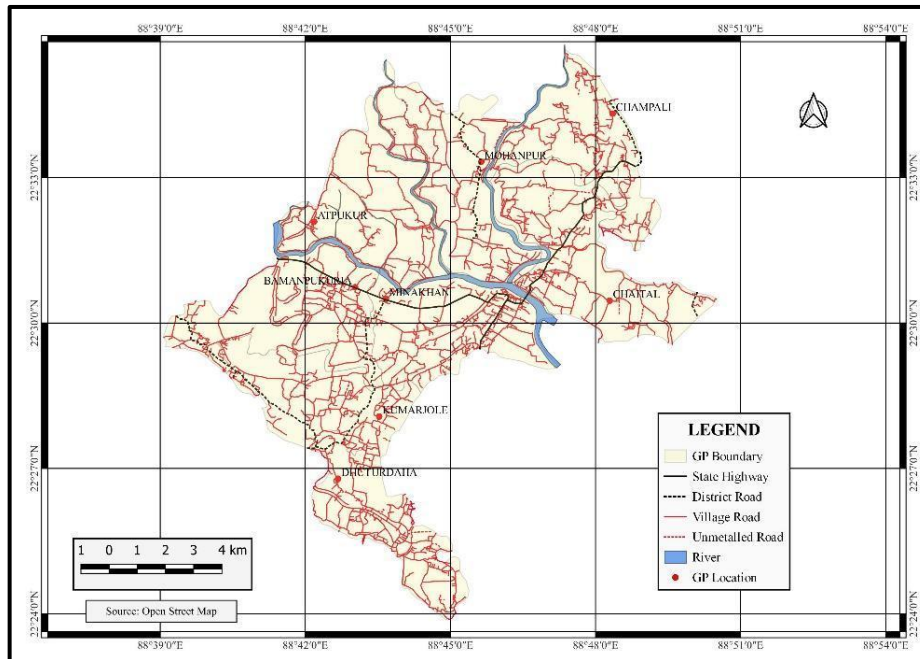 88°39'0"E 88°42'0"E 88°45'0"E 88°48'0"E 88°51'0"E 88°54'0"E
22°33'0"N 22°33'0"N
22°30'0"N 22°30'0"N
22°27'0"N 22°27'0"N
22°24'0"N 22°24'0"N
CHAMPALI
MOHANPUR
ATPUKUR
BAMANPUKURIA
MINAKHAN
CHAITAL
KUMARJOLE
DHETURDAHA
LEGEND
GP Boundary
State Highway
District Road
Village Road
Unmetalled Road
River
GP Location
1 0 1 2 3 4 km
Source: Open Street Map
88°39'0"E 88°42'0"E 88°45'0"E 88°48'0"E 88°51'0"E 88°54'0"E